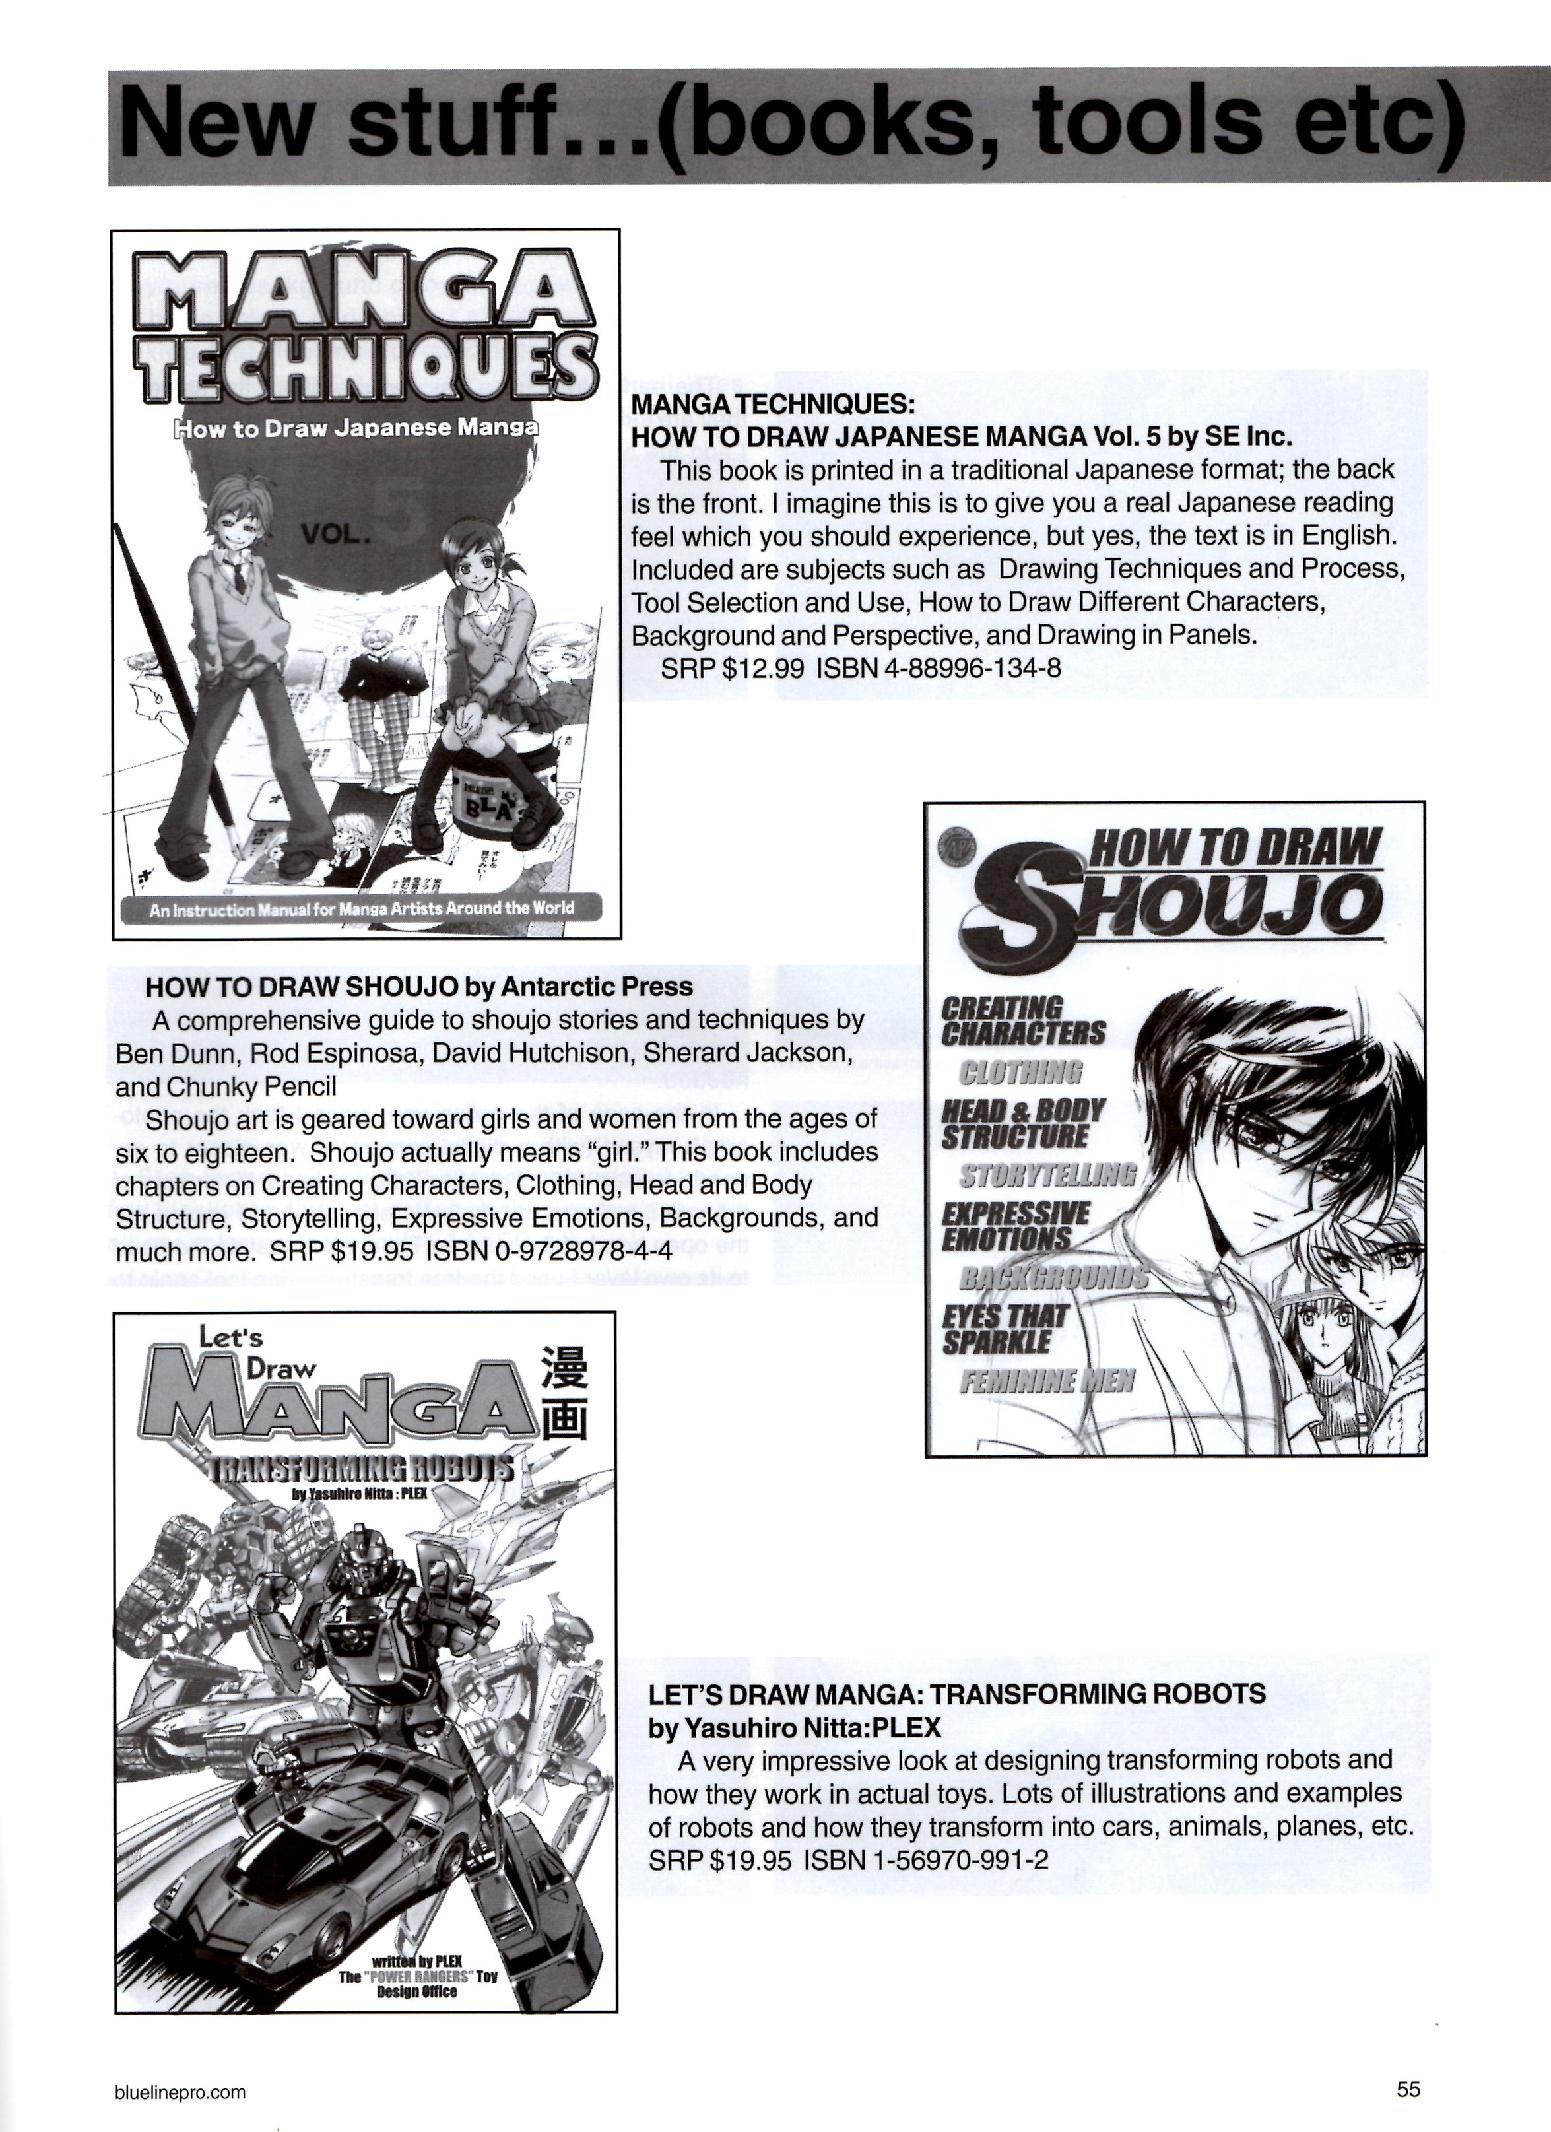 New stuff...(books, tools etc)
MANGA
TECHNIQUES
How to Draw Japanese Manga
VOL. 5
BLA
An Instruction Manual for Manga Artists Around the World
MANGA TECHNIQUES:
HOW TO DRAW JAPANESE MANGA Vol. 5 by SE Inc.
This book is printed in a traditional Japanese format; the back
is the front. I imagine this is to give you a real Japanese reading
feel which you should experience, but yes, the text is in English.
Included are subjects such as Drawing Techniques and Process,
Tool Selection and Use, How to Draw Different Characters,
Background and Perspective, and Drawing in Panels.
SRP $12.99 ISBN 4-88996-134-8
HOW TO DRAW
SHOUJO
CREATING
CHARACTERS
CLOTHING
HEAD & BODY
STRUCTURE
STORYTELLING
EXPRESSIVE
EMOTIONS
BACKGROUNDS
EYES THAT
SPARKLE
FEMININE MEN
HOW TO DRAW SHOUJO by Antarctic Press
A comprehensive guide to shoujo stories and techniques by
Ben Dunn, Rod Espinosa, David Hutchison, Sherard Jackson,
and Chunky Pencil
Shoujo art is geared toward girls and women from the ages of
six to eighteen. Shoujo actually means “girl.” This book includes
chapters on Creating Characters, Clothing, Head and Body
Structure, Storytelling, Expressive Emotions, Backgrounds, and
much more. SRP $19.95 ISBN 0-9728978-4-4
Let's
Draw
MANGA
漫画
TRANSFORMING ROBOTS
by Yasuhiro Nitta : PLEX
written by PLEX
The "POWER RANGERS" Toy
Design Office
LET'S DRAW MANGA: TRANSFORMING ROBOTS
by Yasuhiro Nitta:PLEX
A very impressive look at designing transforming robots and
how they work in actual toys. Lots of illustrations and examples
of robots and how they transform into cars, animals, planes, etc.
SRP $19.95 ISBN 1-56970-991-2
bluelinepro.com
55